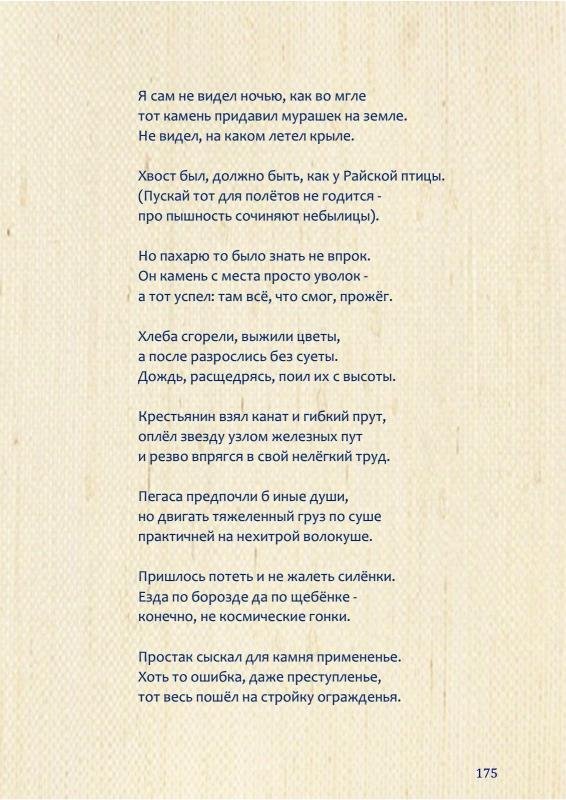 Я сам не видел ночью, как во мгле
тот камень придавил мурашек на земле.
Не видел, на каком летел крыле.
Хвост был, должно быть, как у Райской птицы.
(Пускай тот для полётов не годится -
про пышность сочиняют небылицы).
Но пахарю то было знать не впрок.
Он камень с места просто уволок -
а тот успел: там всё, что смог, прожёг.
Хлеба сгорели, выжили цветы,
а после разрослись без суеты.
Дождь, расщедрясь, поил их с высоты.
Крестьянин взял канат и гибкий прут,
оплёл звезду узлом железных пут
и резво впрягся в свой нелёгкий труд.
Пегаса предпочли б иные души,
но двигать тяжеленный груз по суше
практичней на нехитрой волокуше.
Пришлось потеть и не жалеть силёнки.
Езда по борозде да по щебёнке -
конечно, не космические гонки.
Простак сыскал для камня примененье.
Хоть то ошибка, даже преступленье,
тот весь пошёл на стройку огражденья.
175